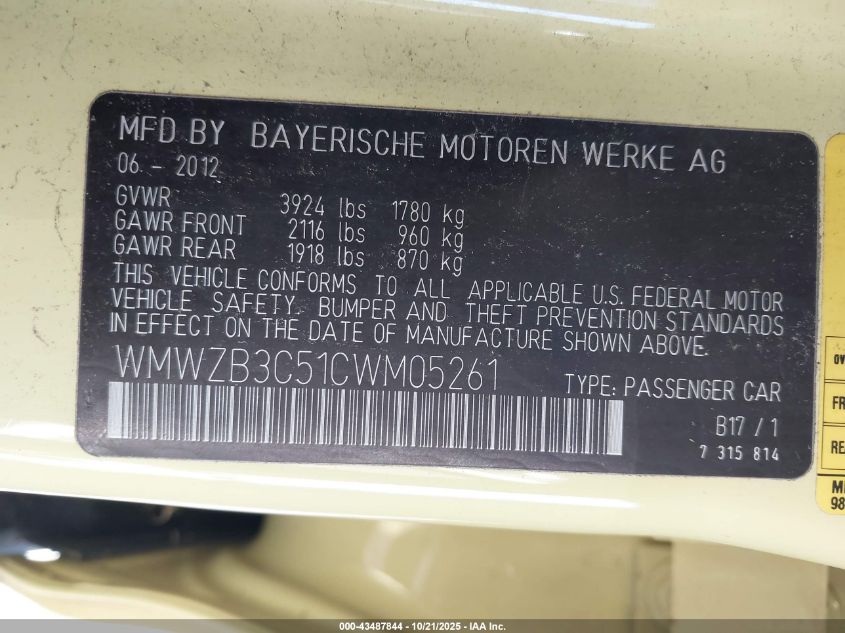 MFD BY BAYERISCHE MOTOREN WERKE AG
06.-2012
GVWR 3924 lbs 1780 kg
GAWR FRONT 2116 lbs 960 kg
GAWR REAR 1918 lbs 870 kg
THIS VEHICLE CONFORMS TO ALL APPLICABLE U.S. FEDERAL MOTOR
VEHICLE SAFETY, BUMPER AND THEFT PREVENTION STANDARDS
IN EFFECT ON THE DATE OF MANUFACTURE SHOWN ABOVE.
WMWZB3C51CWM05261 TYPE: PASSENGER CAR
B17/1
7 315 814
000-43487844 - 10/21/2025 - IAA Inc.